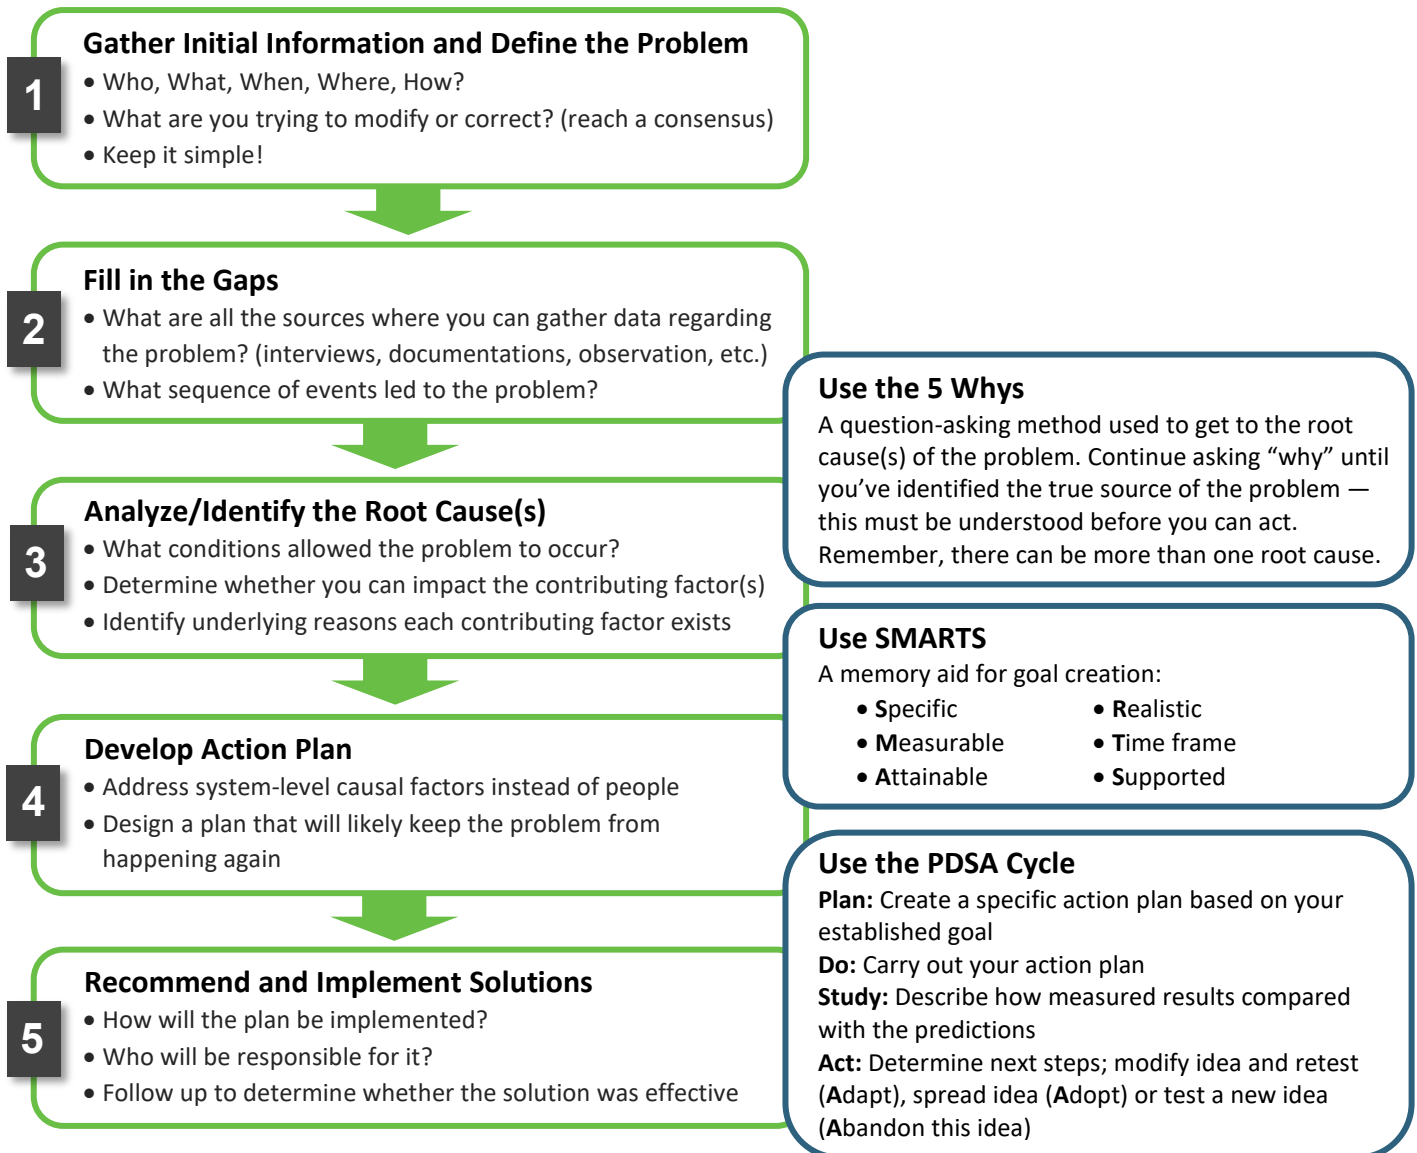 Gather Initial Information and Define the Problem
1
• Who, What, When, Where, How?
• What are you trying to modify or correct? (reach a consensus)
• Keep it simple!
Fill in the Gaps
2
• What are all the sources where you can gather data regarding
the problem? (interviews, documentations, observation, etc.)
• What sequence of events led to the problem?
Analyze/Identify the Root Cause(s)
3
• What conditions allowed the problem to occur?
• Determine whether you can impact the contributing factor(s)
• Identify underlying reasons each contributing factor exists
Develop Action Plan
4
• Address system-level causal factors instead of people
• Design a plan that will likely keep the problem from
happening again
Recommend and Implement Solutions
5
• How will the plan be implemented?
• Who will be responsible for it?
• Follow up to determine whether the solution was effective
Use the 5 Whys
A question-asking method used to get to the root
cause(s) of the problem. Continue asking “why” until
you’ve identified the true source of the problem —
this must be understood before you can act.
Remember, there can be more than one root cause.
Use SMARTS
A memory aid for goal creation:
• Specific
• Measurable
• Attainable
• Realistic
• Time frame
• Supported
Use the PDSA Cycle
Plan: Create a specific action plan based on your
established goal
Do: Carry out your action plan
Study: Describe how measured results compared
with the predictions
Act: Determine next steps; modify idea and retest
(Adapt), spread idea (Adopt) or test a new idea
(Abandon this idea)